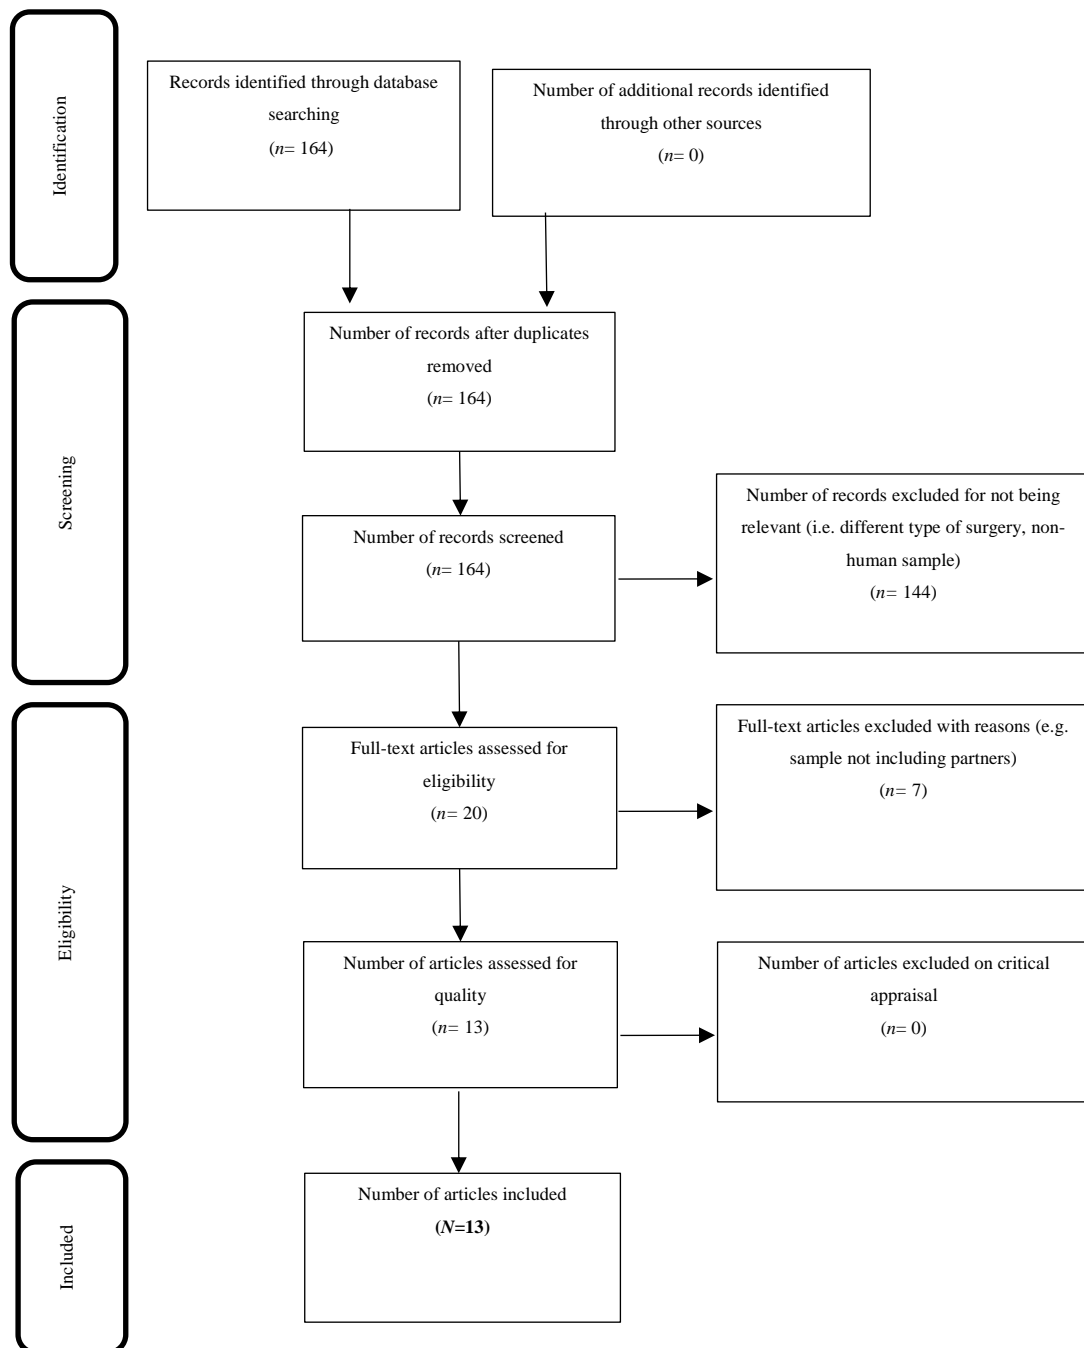 Identification
Records identified through database
searching
(n= 164)
Number of additional records identified
through other sources
(n= 0)
Screening
Number of records after duplicates
removed
(n= 164)
Number of records screened
(n= 164)
Number of records excluded for not being
relevant (i.e. different type of surgery, non-
human sample)
(n= 144)
Eligibility
Full-text articles assessed for
eligibility
(n= 20)
Full-text articles excluded with reasons (e.g.
sample not including partners)
(n= 7)
Number of articles assessed for
quality
(n= 13)
Number of articles excluded on critical
appraisal
(n= 0)
Included
Number of articles included
(N=13)